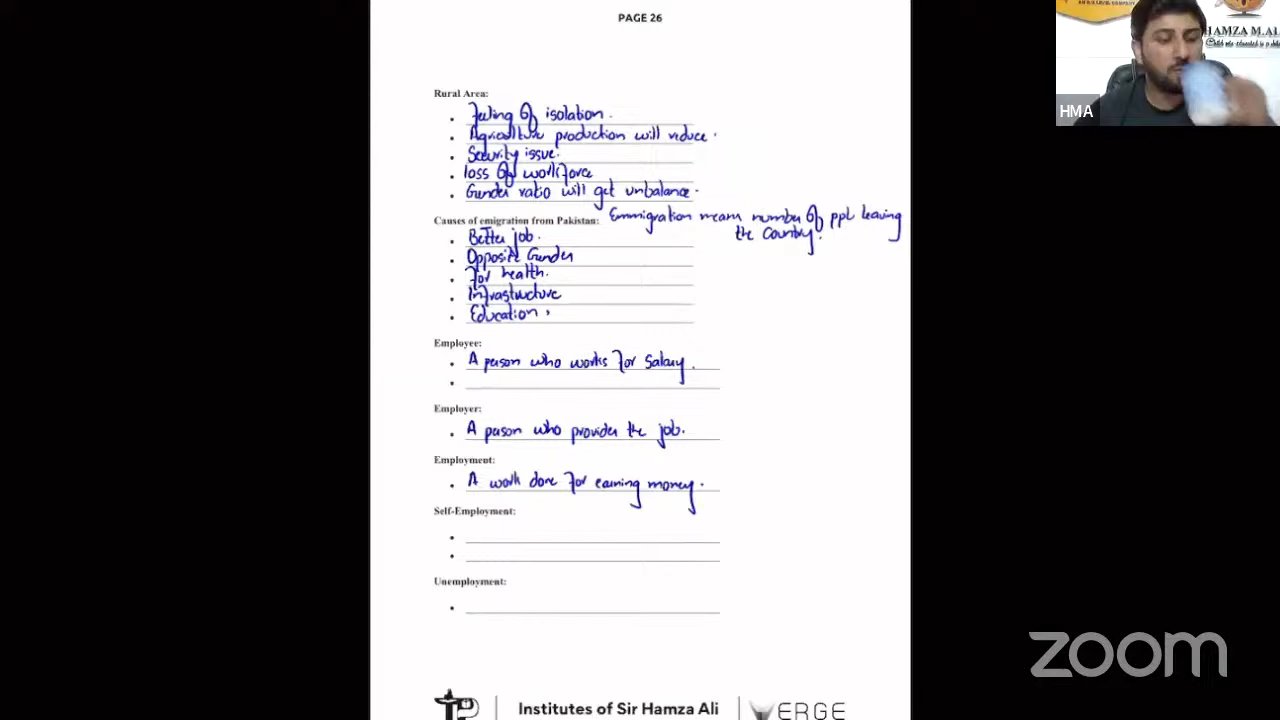 PAGE 26
HAMZA M.AL
HMA
Rural Area:
• Feeling Of isolation.
• Agriculture production will reduce.
• Security issue.
• loss Of workforce
• Gender ratio will get unbalance.
Causes of emigration from Pakistan: Emmigration means number Of ppl leaving
the Country.
• Better job.
• Opposite Gender
• For health.
• Infrastructure
• Education,
Employee:
• A person who works for Salary.
•
Employer:
• A person who provides the job.
Employment:
• A work done for earning money.
Self-Employment:
•
•
Unemployment:
•
Institutes of Sir Hamza Ali
VERGE
zoom